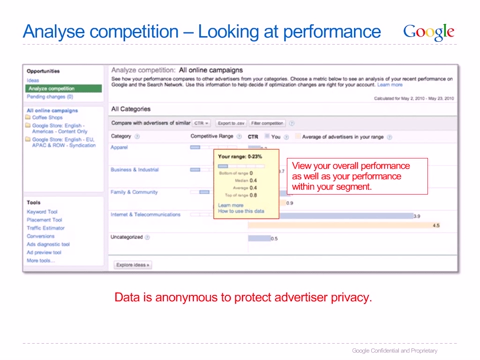 Analyse competition – Looking at performance
Google
Opportunities
Ideas
Analyze competition
Pending changes (0)
All online campaigns
Coffee Shops
Google Store: English -
Americas - Content Only
Google Store: English - EU,
APAC & ROW - Syndication
Tools
Keyword Tool
Placement Tool
Traffic Estimator
Conversions
Ads diagnostic tool
Ad preview tool
More tools...
Analyze competition: All online campaigns
See how your performance compares to other advertisers from your categories. Choose a metric below to see an analysis of your recent performance on
Google and the Search Network. Use this information to help decide if optimization changes are right for your account. Learn more
Calculated for May 2, 2010 - May 23, 2010
All Categories
Compare with advertisers of similar CTR Export to .csv Filter competition
Category Competitive Range CTR You Average of advertisers in your range
Apparel
Business & Industrial
Family & Community
0.9
Internet & Telecommunications
3.9
4.5
Uncategorized
0.5
Explore ideas
Your range: 0-23%
Bottom of range 0
Median 0.4
Average 0.4
Top of range 0.8
Learn more
How to use this data
View your overall performance
as well as your performance
within your segment.
Data is anonymous to protect advertiser privacy.
Google Confidential and Proprietary